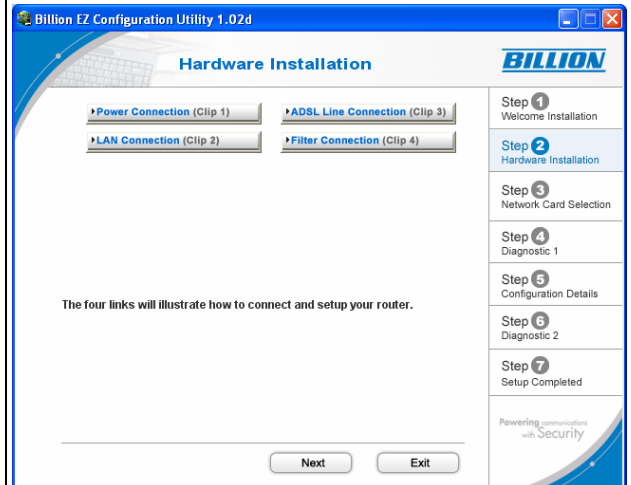 Billion EZ Configuration Utility 1.02d
Hardware Installation
BILLION
Power Connection (Clip 1)
ADSL Line Connection (Clip 3)
LAN Connection (Clip 2)
Filter Connection (Clip 4)
The four links will illustrate how to connect and setup your router.
Step 1
Welcome Installation
Step 2
Hardware Installation
Step 3
Network Card Selection
Step 4
Diagnostic 1
Step 5
Configuration Details
Step 6
Diagnostic 2
Step 7
Setup Completed
Powering communications
with Security
Next
Exit